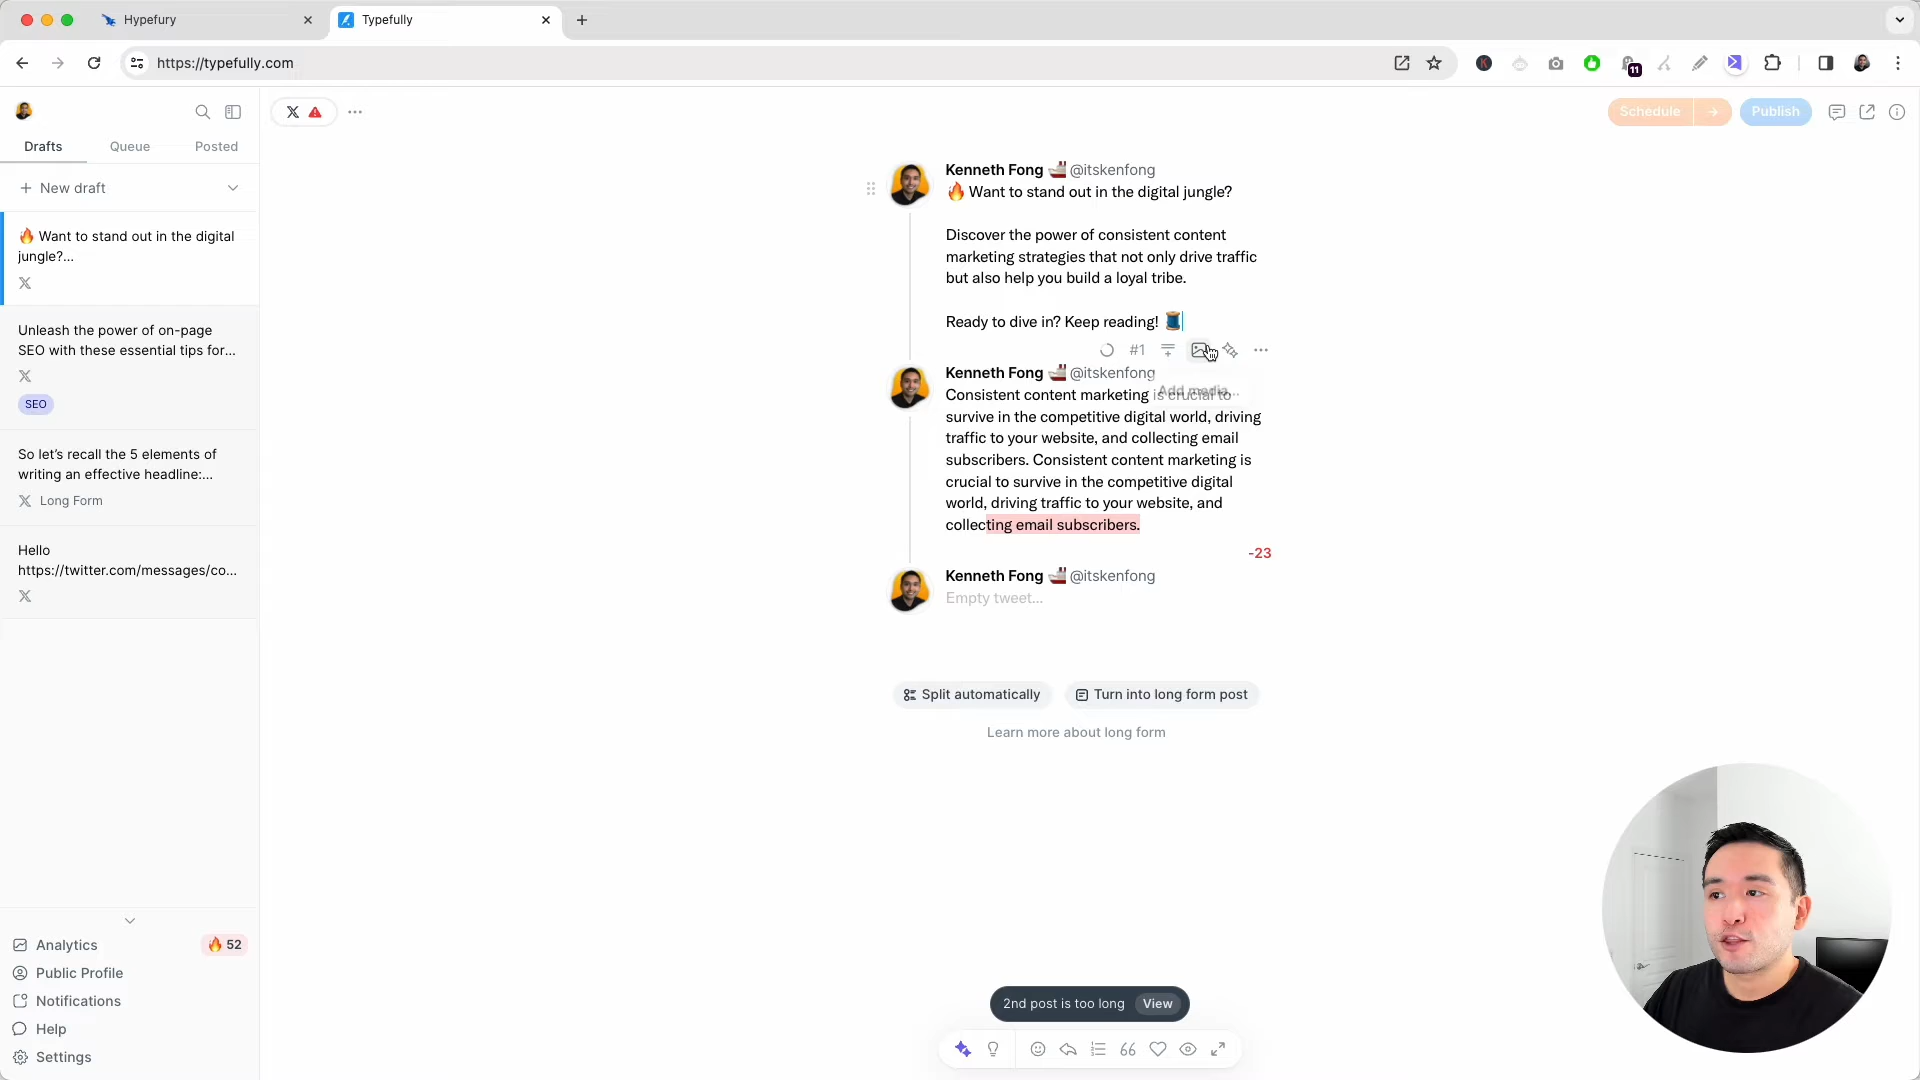 Hypefury
Typefully
https://typefully.com
11
Drafts
Queue
Posted
New draft
🔥 Want to stand out in the digital
jungle?...
Unleash the power of on-page
SEO with these essential tips for...
SEO
So let's recall the 5 elements of
writing an effective headline:...
Long Form
Hello
https://twitter.com/messages/co...
Analytics
🔥 52
Public Profile
Notifications
Help
Settings
Schedule
Publish
Kenneth Fong 🚢 @itskenfong
🔥 Want to stand out in the digital jungle?
Discover the power of consistent content
marketing strategies that not only drive traffic
but also help you build a loyal tribe.
Ready to dive in? Keep reading! 🧵
#1
Add media...
Kenneth Fong 🚢 @itskenfong
Consistent content marketing is crucial to
survive in the competitive digital world, driving
traffic to your website, and collecting email
subscribers. Consistent content marketing is
crucial to survive in the competitive digital
world, driving traffic to your website, and
collecting email subscribers.
-23
Kenneth Fong 🚢 @itskenfong
Empty tweet...
Split automatically
Turn into long form post
Learn more about long form
2nd post is too long View